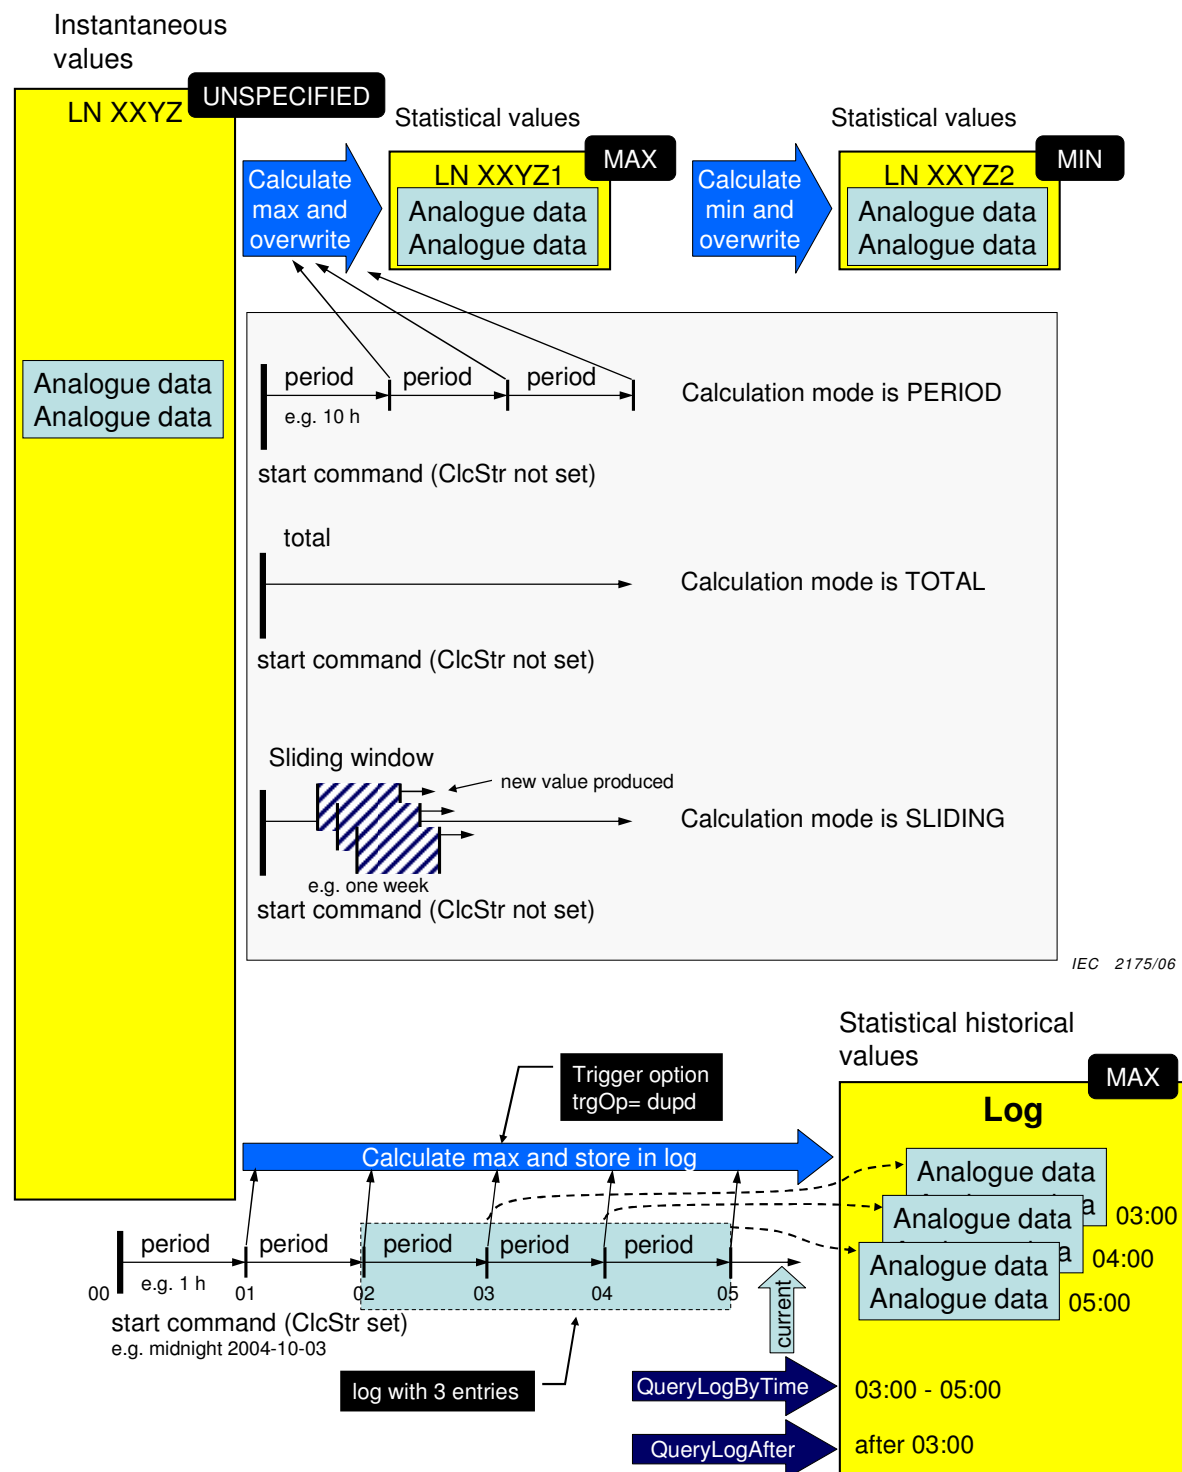 Instantaneous
values
LN XXYZ
UNSPECIFIED
Statistical values
Statistical values
Calculate
max and
overwrite
LN XXYZ1
MAX
Analogue data
Analogue data
Calculate
min and
overwrite
LN XXYZ2
MIN
Analogue data
Analogue data
Analogue data
Analogue data
period
period
period
e.g. 10 h
Calculation mode is PERIOD
start command (ClcStr not set)
total
Calculation mode is TOTAL
start command (ClcStr not set)
Sliding window
new value produced
Calculation mode is SLIDING
e.g. one week
start command (ClcStr not set)
IEC 2175/06
Statistical historical
values
MAX
Trigger option
trgOp= dupd
Log
Calculate max and store in log
Analogue data
03:00
Analogue data
04:00
Analogue data
Analogue data
05:00
period
period
period
period
period
e.g. 1 h
00
01
02
03
04
05
start command (ClcStr set)
e.g. midnight 2004-10-03
current
log with 3 entries
QueryLogByTime
03:00 - 05:00
QueryLogAfter
after 03:00